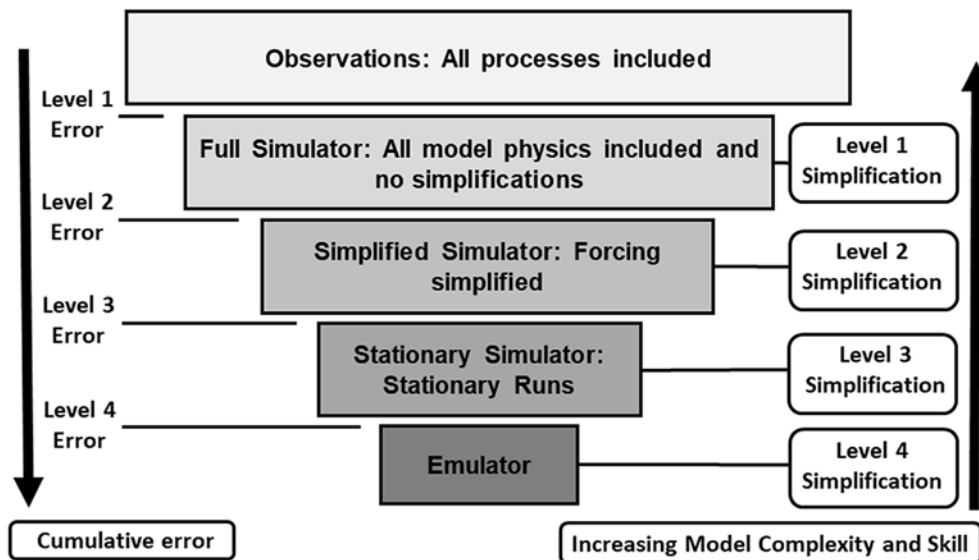 Observations: All processes included
Level 1
Error
Full Simulator: All model physics included and
no simplifications
Level 1
Simplification
Level 2
Error
Simplified Simulator: Forcing
simplified
Level 2
Simplification
Level 3
Error
Stationary Simulator:
Stationary Runs
Level 3
Simplification
Level 4
Error
Emulator
Level 4
Simplification
Cumulative error
Increasing Model Complexity and Skill